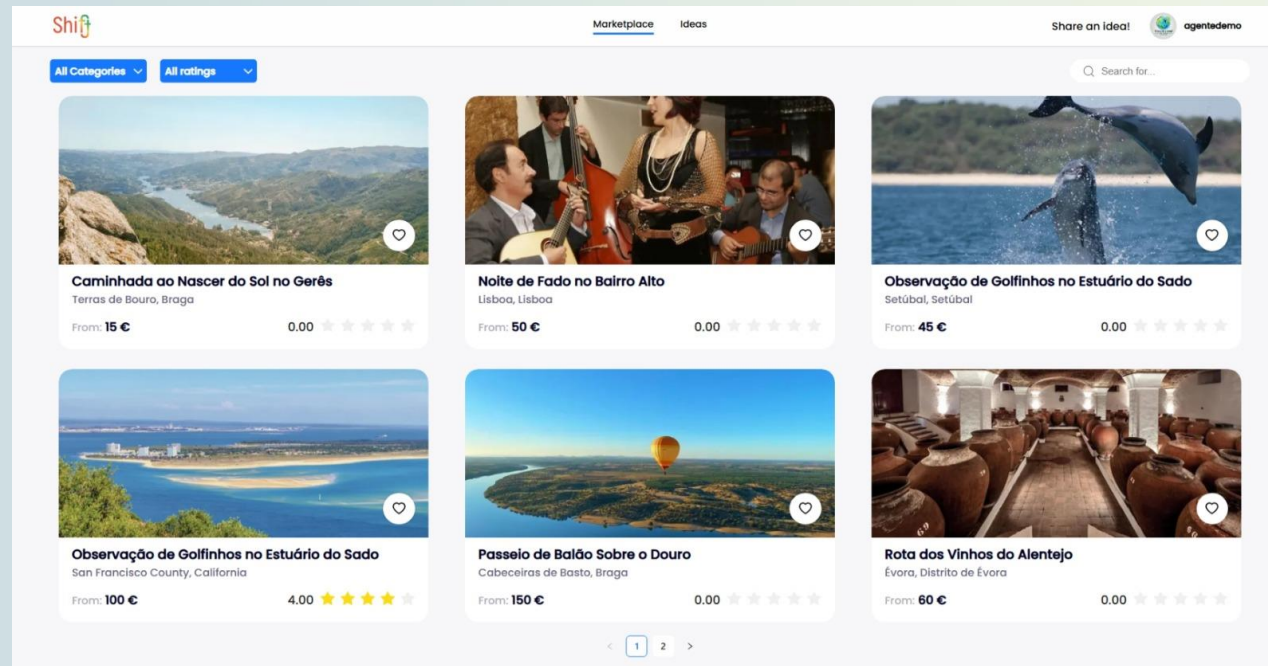 Shift
Marketplace Ideas
Share an idea! agentedemo
All Categories All ratings
Search for...
Caminhada ao Nascer do Sol no Gerês
Terras de Bouro, Braga
From: 15 € 0.00
Noite de Fado no Bairro Alto
Lisboa, Lisboa
From: 50 € 0.00
Observação de Golfinhos no Estuário do Sado
Setúbal, Setúbal
From: 45 € 0.00
Observação de Golfinhos no Estuário do Sado
San Francisco County, California
From: 100 € 4.00
Passeio de Balão Sobre o Douro
Cabeceiras de Basto, Braga
From: 150 € 0.00
69
Rota dos Vinhos do Alentejo
Évora, Distrito de Évora
From: 60 € 0.00
< 1 2 >